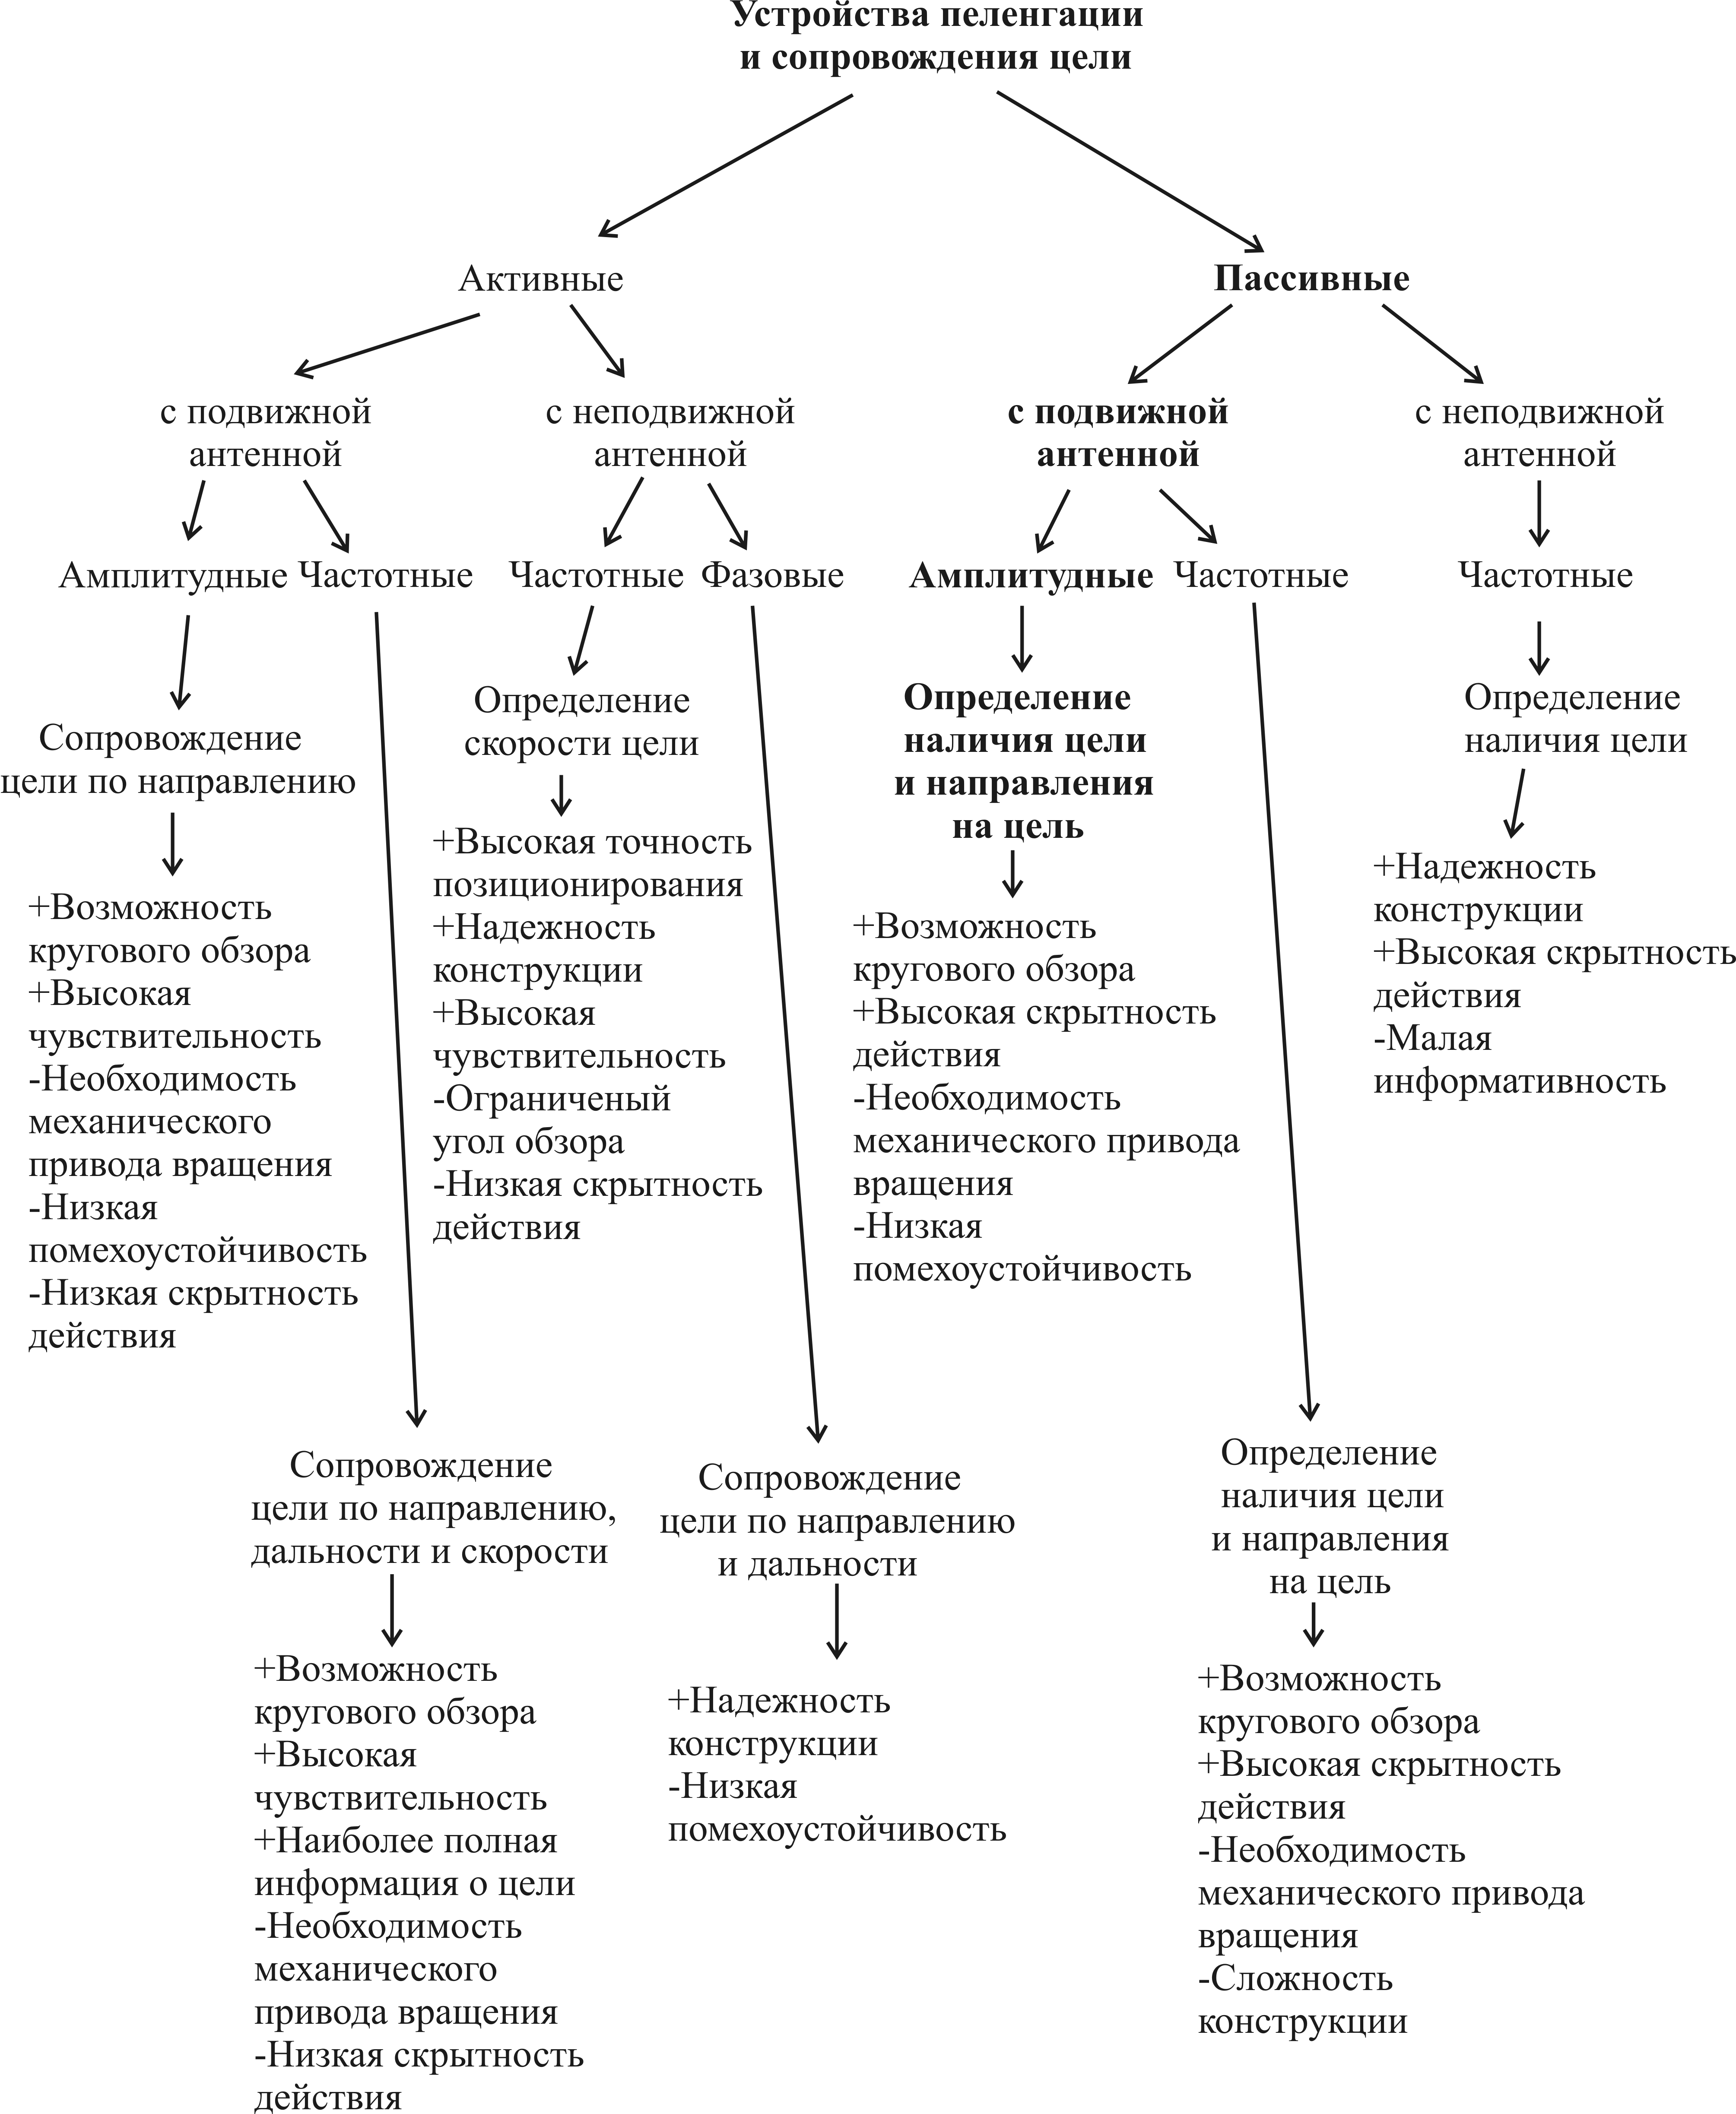 Устройства пеленгации
и сопровождения цели
Активные
Пассивные
с подвижной
антенной
с неподвижной
антенной
с подвижной
антенной
с неподвижной
антенной
Амплитудные
Частотные
Частотные
Фазовые
Амплитудные
Частотные
Частотные
Сопровождение
цели по направлению
+Возможность
кругового обзора
+Высокая
чувствительность
-Необходимость
механического
привода вращения
-Низкая
помехоустойчивость
-Низкая скрытность
действия
Определение
скорости цели
+Высокая точность
позиционирования
+Надежность
конструкции
+Высокая
чувствительность
-Ограниченый
угол обзора
-Низкая скрытность
действия
Определение
наличия цели
и направления
на цель
+Возможность
кругового обзора
+Высокая скрытность
действия
-Необходимость
механического привода
вращения
-Низкая
помехоустойчивость
Определение
наличия цели
+Надежность
конструкции
+Высокая скрытность
действия
-Малая
информативность
Сопровождение
цели по направлению,
дальности и скорости
+Возможность
кругового обзора
+Высокая
чувствительность
+Наиболее полная
информация о цели
-Необходимость
механического
привода вращения
-Низкая скрытность
действия
Сопровождение
цели по направлению
и дальности
+Надежность
конструкции
-Низкая
помехоустойчивость
Определение
наличия цели
и направления
на цель
+Возможность
кругового обзора
+Высокая скрытность
действия
-Необходимость
механического привода
вращения
-Сложность
конструкции